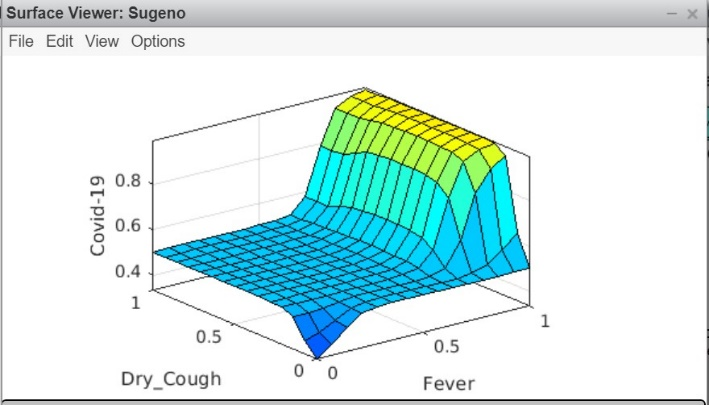 Surface Viewer: Sugeno
File Edit View Options
0.8
0.6
0.4
Covid-19
1
0.5
0
Dry_Cough
0
0.5
1
Fever